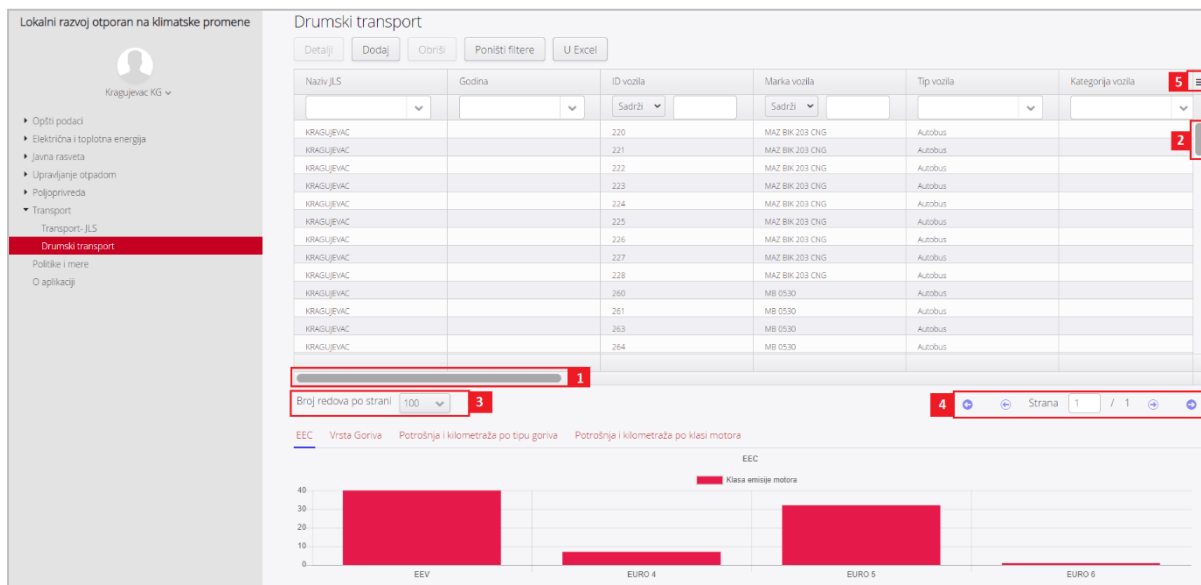 Lokalni razvoj otporan na klimatske promene
Kragujevac KG
Opšti podaci
Električna i toplotna energija
Javna rasveta
Upravljanje otpadom
Poljoprivreda
Transport
Transport- JLS
Drumski transport
Politike i mere
O aplikaciji
Drumski transport
Detalji Dodaj Obriši Poništi filtere U Excel
Naziv JLS Godina ID vozila Marka vozila Tip vozila Kategorija vozila 5
Sadrži Sadrži
KRAGUJEVAC 220 MAZ BIK 203 CNG Autobus
2
KRAGUJEVAC 221 MAZ BIK 203 CNG Autobus
KRAGUJEVAC 222 MAZ BIK 203 CNG Autobus
KRAGUJEVAC 223 MAZ BIK 203 CNG Autobus
KRAGUJEVAC 224 MAZ BIK 203 CNG Autobus
KRAGUJEVAC 225 MAZ BIK 203 CNG Autobus
KRAGUJEVAC 226 MAZ BIK 203 CNG Autobus
KRAGUJEVAC 227 MAZ BIK 203 CNG Autobus
KRAGUJEVAC 228 MAZ BIK 203 CNG Autobus
KRAGUJEVAC 260 MB 0530 Autobus
KRAGUJEVAC 261 MB 0530 Autobus
KRAGUJEVAC 263 MB 0530 Autobus
KRAGUJEVAC 264 MB 0530 Autobus
1
Broj redova po strani 100 3 4 Strana 1 / 1
EEC Vrsta Goriva Potrošnja i kilometraža po tipu goriva Potrošnja i kilometraža po klasi motora
EEC
Klasa emisije motora
40
30
20
10
0
EEV EURO 4 EURO 5 EURO 6